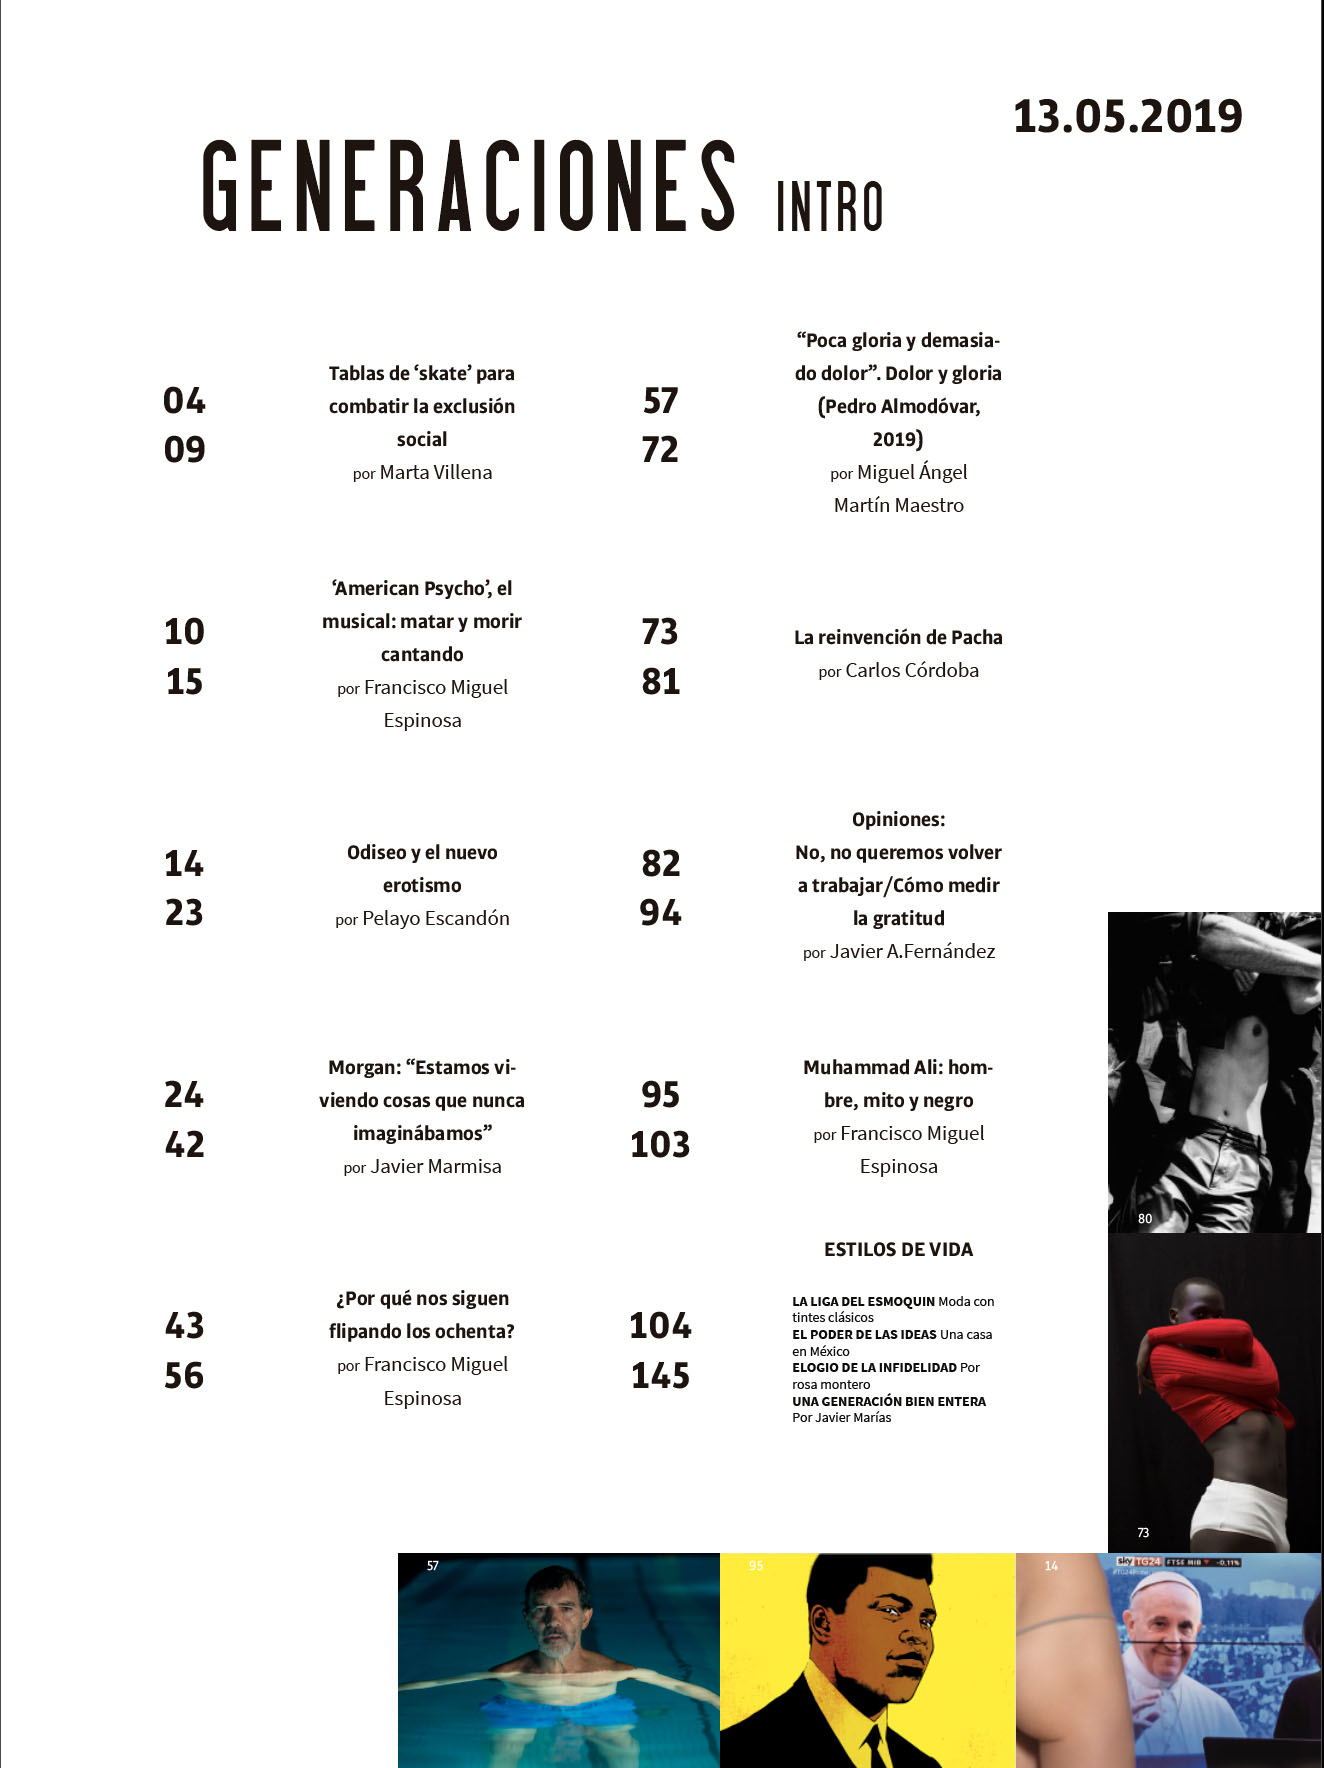 13.05.2019
GENERACIONES INTRO
04
09
Tablas de ‘skate’ para
combatir la exclusión
social
por Marta Villena
10
15
‘American Psycho’, el
musical: matar y morir
cantando
por Francisco Miguel
Espinosa
14
23
Odiseo y el nuevo
erotismo
por Pelayo Escandón
24
42
Morgan: “Estamos vi-
viendo cosas que nunca
imaginábamos”
por Javier Marmisa
43
56
¿Por qué nos siguen
flipando los ochenta?
por Francisco Miguel
Espinosa
57
72
“Poca gloria y demasia-
do dolor”. Dolor y gloria
(Pedro Almodóvar,
2019)
por Miguel Ángel
Martín Maestro
73
81
La reinvención de Pacha
por Carlos Córdoba
82
94
Opiniones:
No, no queremos volver
a trabajar/Cómo medir
la gratitud
por Javier A.Fernández
95
103
Muhammad Ali: hom-
bre, mito y negro
por Francisco Miguel
Espinosa
104
145
ESTILOS DE VIDA
LA LIGA DEL ESMOQUIN Moda con
tintes clásicos
EL PODER DE LAS IDEAS Una casa
en México
ELOGIO DE LA INFIDELIDAD Por
rosa montero
UNA GENERACIÓN BIEN ENTERA
Por Javier Marías
80
73
57
95
14
sky TG24 FTSE MIB -0,11%